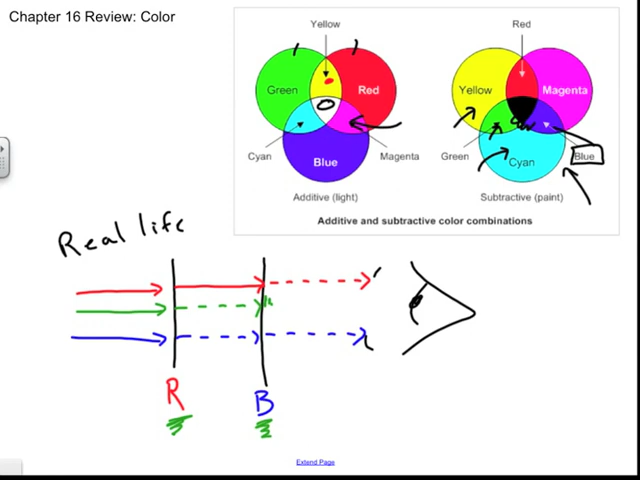 Chapter 16 Review: Color
Yellow
Green
Red
Cyan
Blue
Magenta
Additive (light)
Red
Yellow
Magenta
Green
Cyan
Blue
Subtractive (paint)
Additive and subtractive color combinations
Real life
R
B
Extend Page